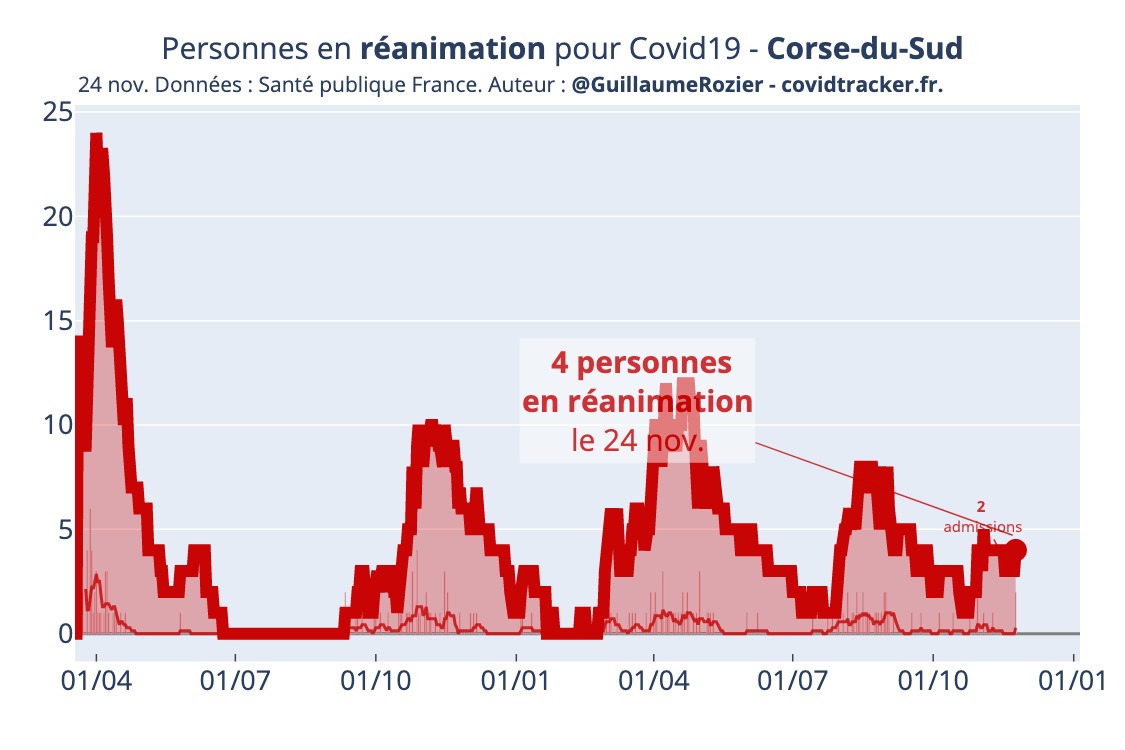 Personnes en réanimation pour Covid19 - Corse-du-Sud
24 nov. Données : Santé publique France. Auteur : @GuillaumeRozier - covidtracker.fr.
25
20
15
10
5
0
4 personnes
en réanimation
le 24 nov.
2
admissions
01/04
01/07
01/10
01/01
01/04
01/07
01/10
01/01